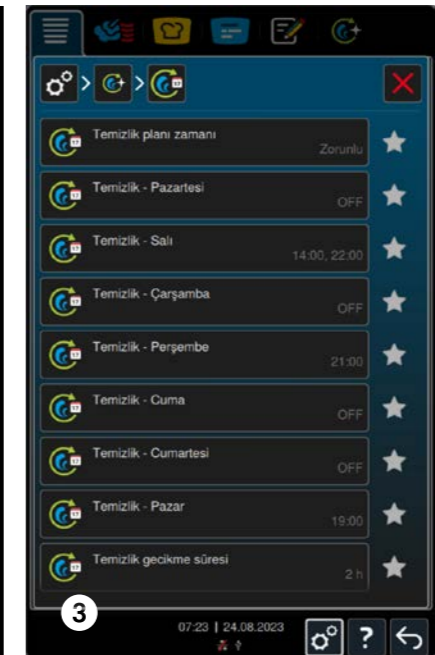 Temizlik planı zamanı
Zorunlu
Temizlik - Pazartesi
OFF
Temizlik - Salı
14:00, 22:00
Temizlik - Çarşamba
OFF
Temizlik - Perşembe
21:00
Temizlik - Cuma
OFF
Temizlik - Cumartesi
OFF
Temizlik - Pazar
19:00
Temizlik gecikme süresi
2 h
3
07:23 | 24.08.2023
?